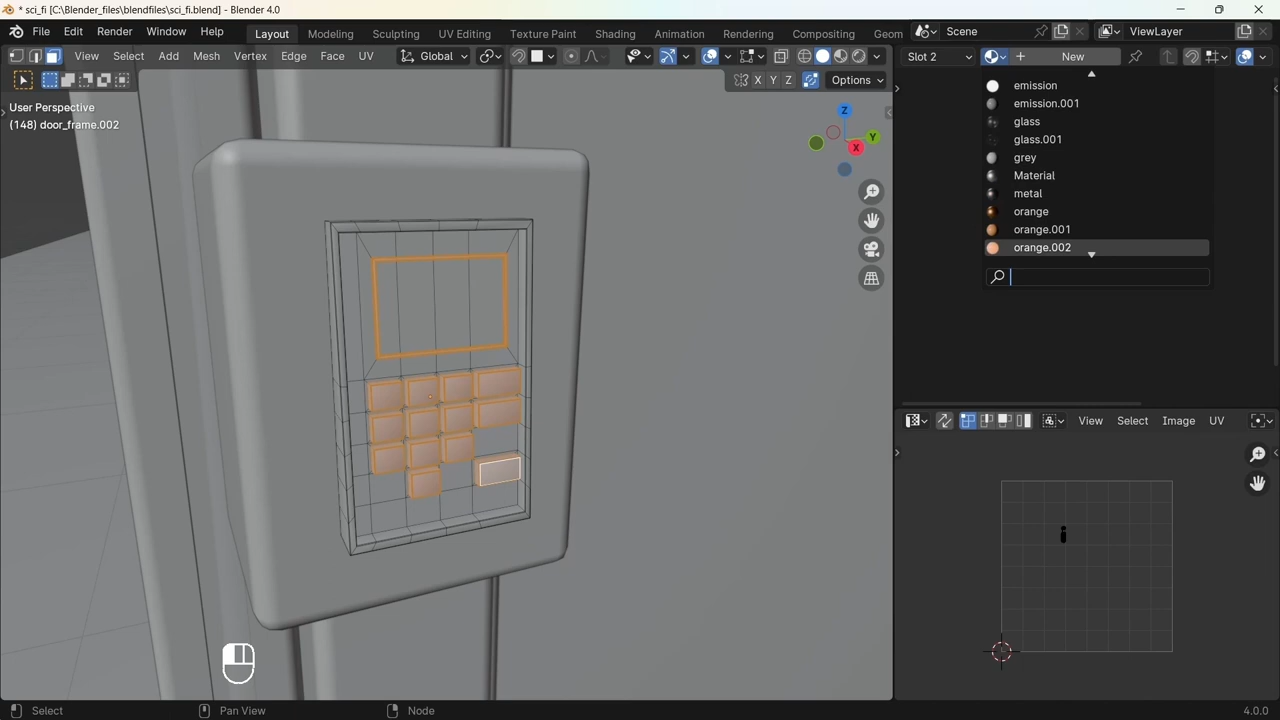 * sci_fi [C:\Blender_files\blendfiles\sci_fi.blend] - Blender 4.0
File Edit Render Window Help Layout Modeling Sculpting UV Editing Texture Paint Shading Animation Rendering Compositing Geom Scene ViewLayer
View Select Add Mesh Vertex Edge Face UV Global Slot 2 New
X Y Z Options
User Perspective
(148) door_frame.002
Z
Y
X
emission
emission.001
glass
glass.001
grey
Material
metal
orange
orange.001
orange.002
View Select Image UV
Select Pan View Node 4.0.0